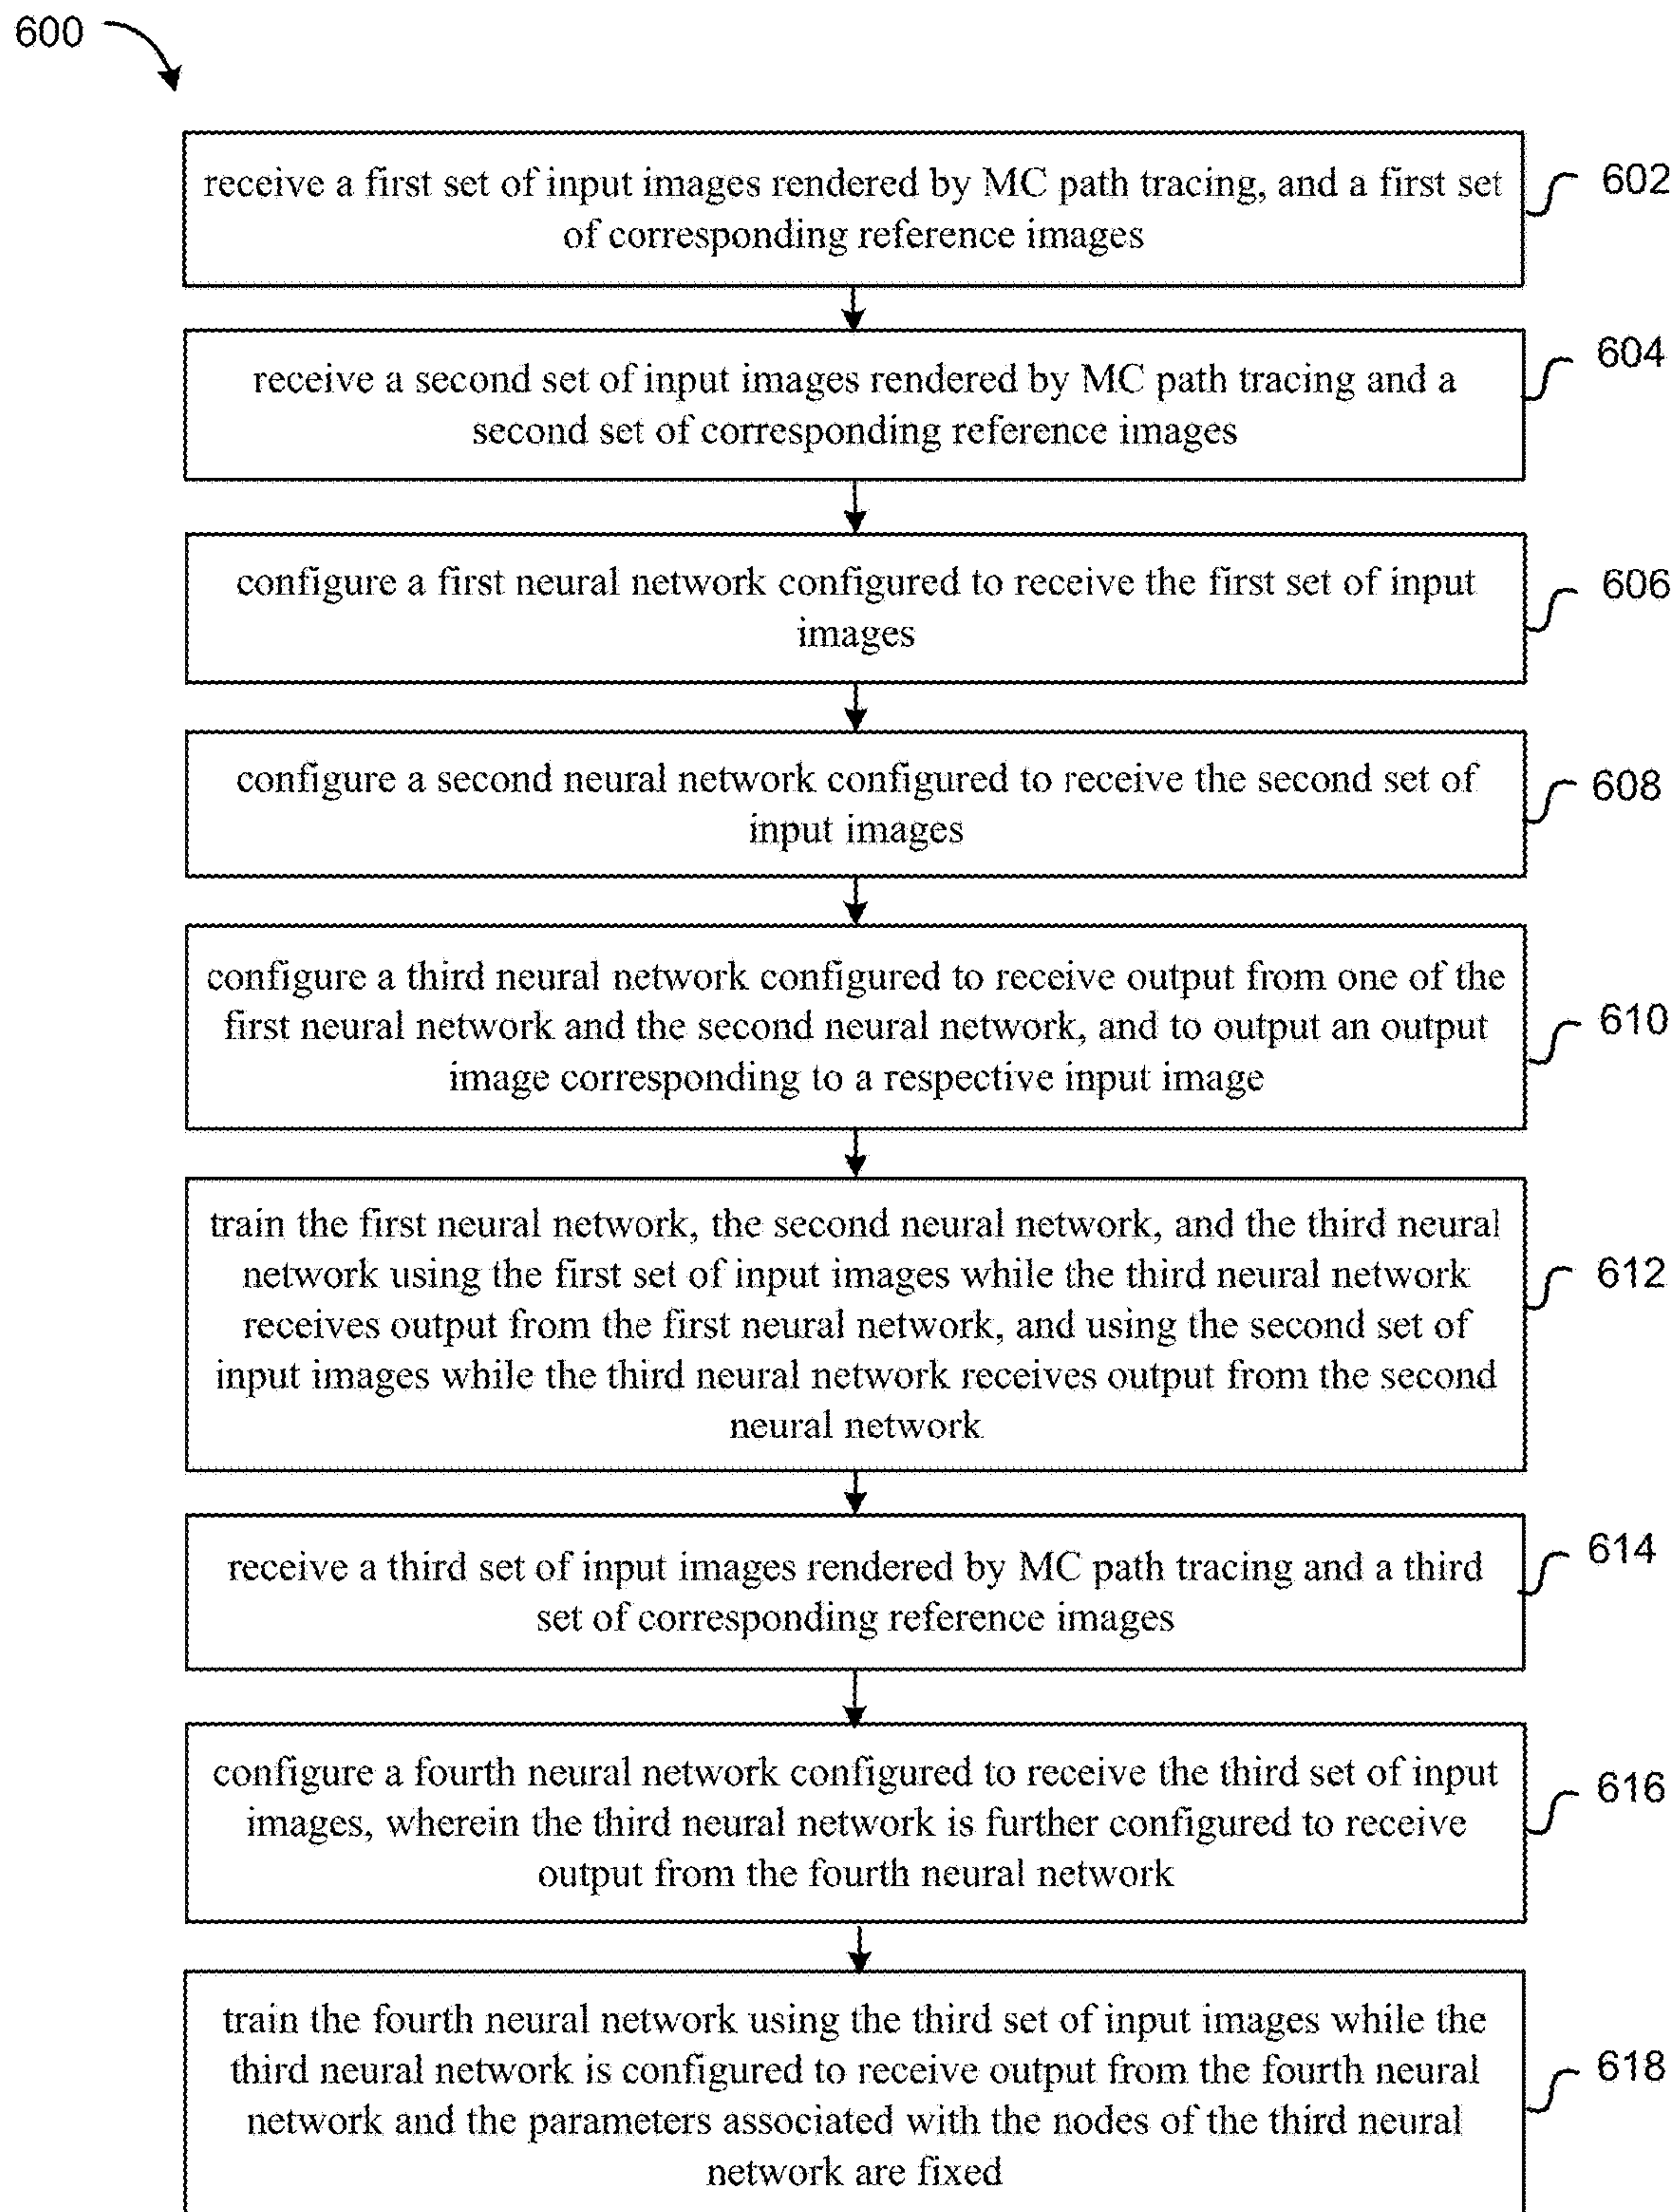 600
receive a first set of input images rendered by MC path tracing, and a first set
of corresponding reference images
602
receive a second set of input images rendered by MC path tracing and a
second set of corresponding reference images
604
configure a first neural network configured to receive the first set of input
images
606
configure a second neural network configured to receive the second set of
input images
608
configure a third neural network configured to receive output from one of the
first neural network and the second neural network, and to output an output
image corresponding to a respective input image
610
train the first neural network, the second neural network, and the third neural
network using the first set of input images while the third neural network
receives output from the first neural network, and using the second set of
input images while the third neural network receives output from the second
neural network
612
receive a third set of input images rendered by MC path tracing and a third
set of corresponding reference images
614
configure a fourth neural network configured to receive the third set of input
images, wherein the third neural network is further configured to receive
output from the fourth neural network
616
train the fourth neural network using the third set of input images while the
third neural network is configured to receive output from the fourth neural
network and the parameters associated with the nodes of the third neural
network are fixed
618